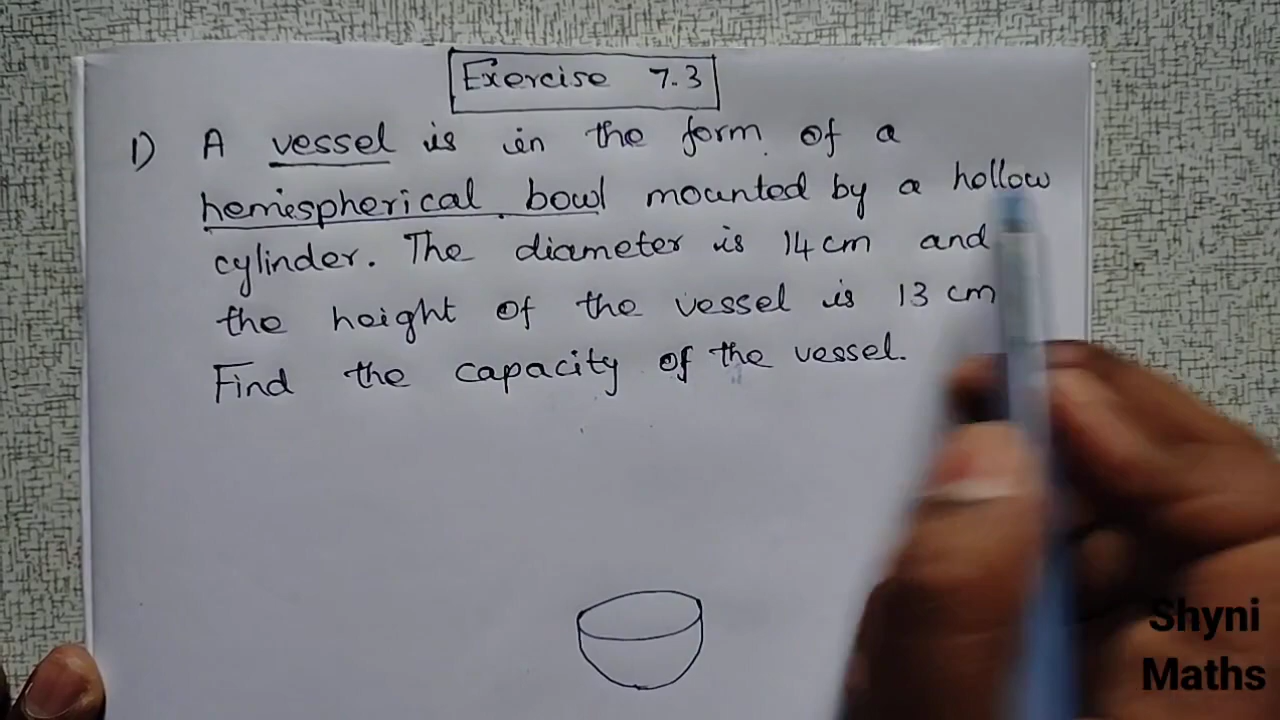 Exercise 7.3
1) A vessel is in the form of a
hemispherical bowl mounted by a hollow
cylinder. The diameter is 14 cm and
the height of the vessel is 13 cm
Find the capacity of the vessel.
Shyni
Maths